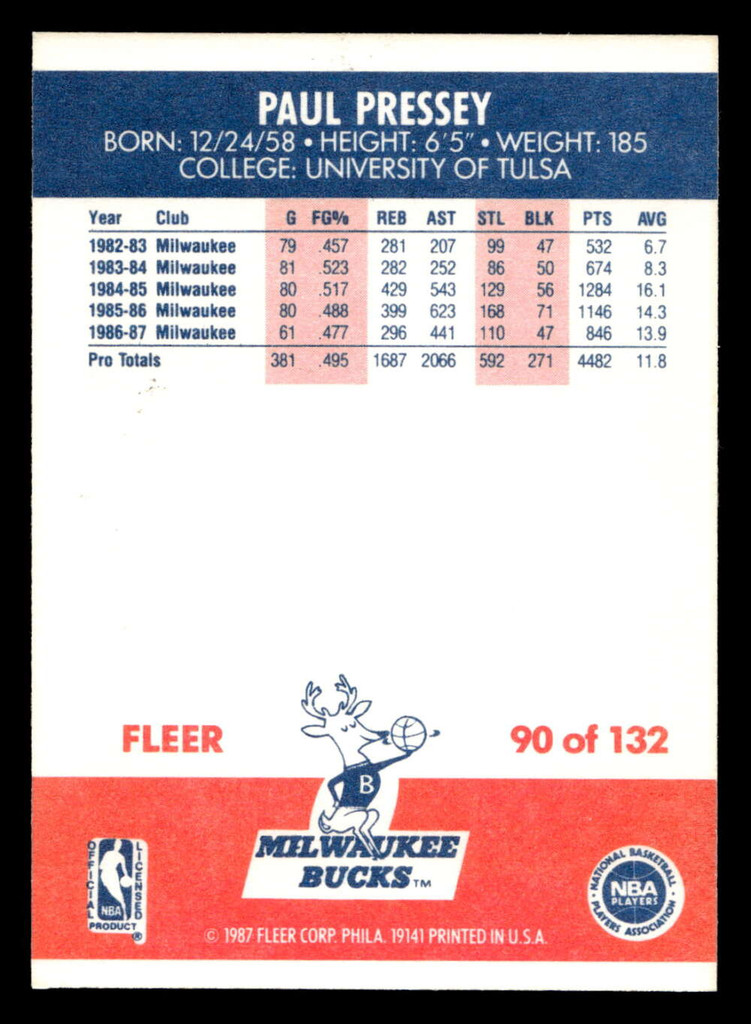 PAUL PRESSEY
BORN: 12/24/58 • HEIGHT: 6'5" • WEIGHT: 185
COLLEGE: UNIVERSITY OF TULSA
Year Club G FG% REB AST STL BLK PTS AVG
1982-83 Milwaukee 79 .457 281 207 99 47 532 6.7
1983-84 Milwaukee 81 .523 282 252 86 50 674 8.3
1984-85 Milwaukee 80 .517 429 543 129 56 1284 16.1
1985-86 Milwaukee 80 .488 399 623 168 71 1146 14.3
1986-87 Milwaukee 61 .477 296 441 110 47 846 13.9
Pro Totals 381 .495 1687 2066 592 271 4482 11.8
FLEER 90 of 132
B
MILWAUKEE
BUCKS™
OFFICIAL LICENSED
NBA
PRODUCT ®
NATIONAL BASKETBALL
NBA
PLAYERS
PLAYERS ASSOCIATION
© 1987 FLEER CORP. PHILA. 19141 PRINTED IN U.S.A.